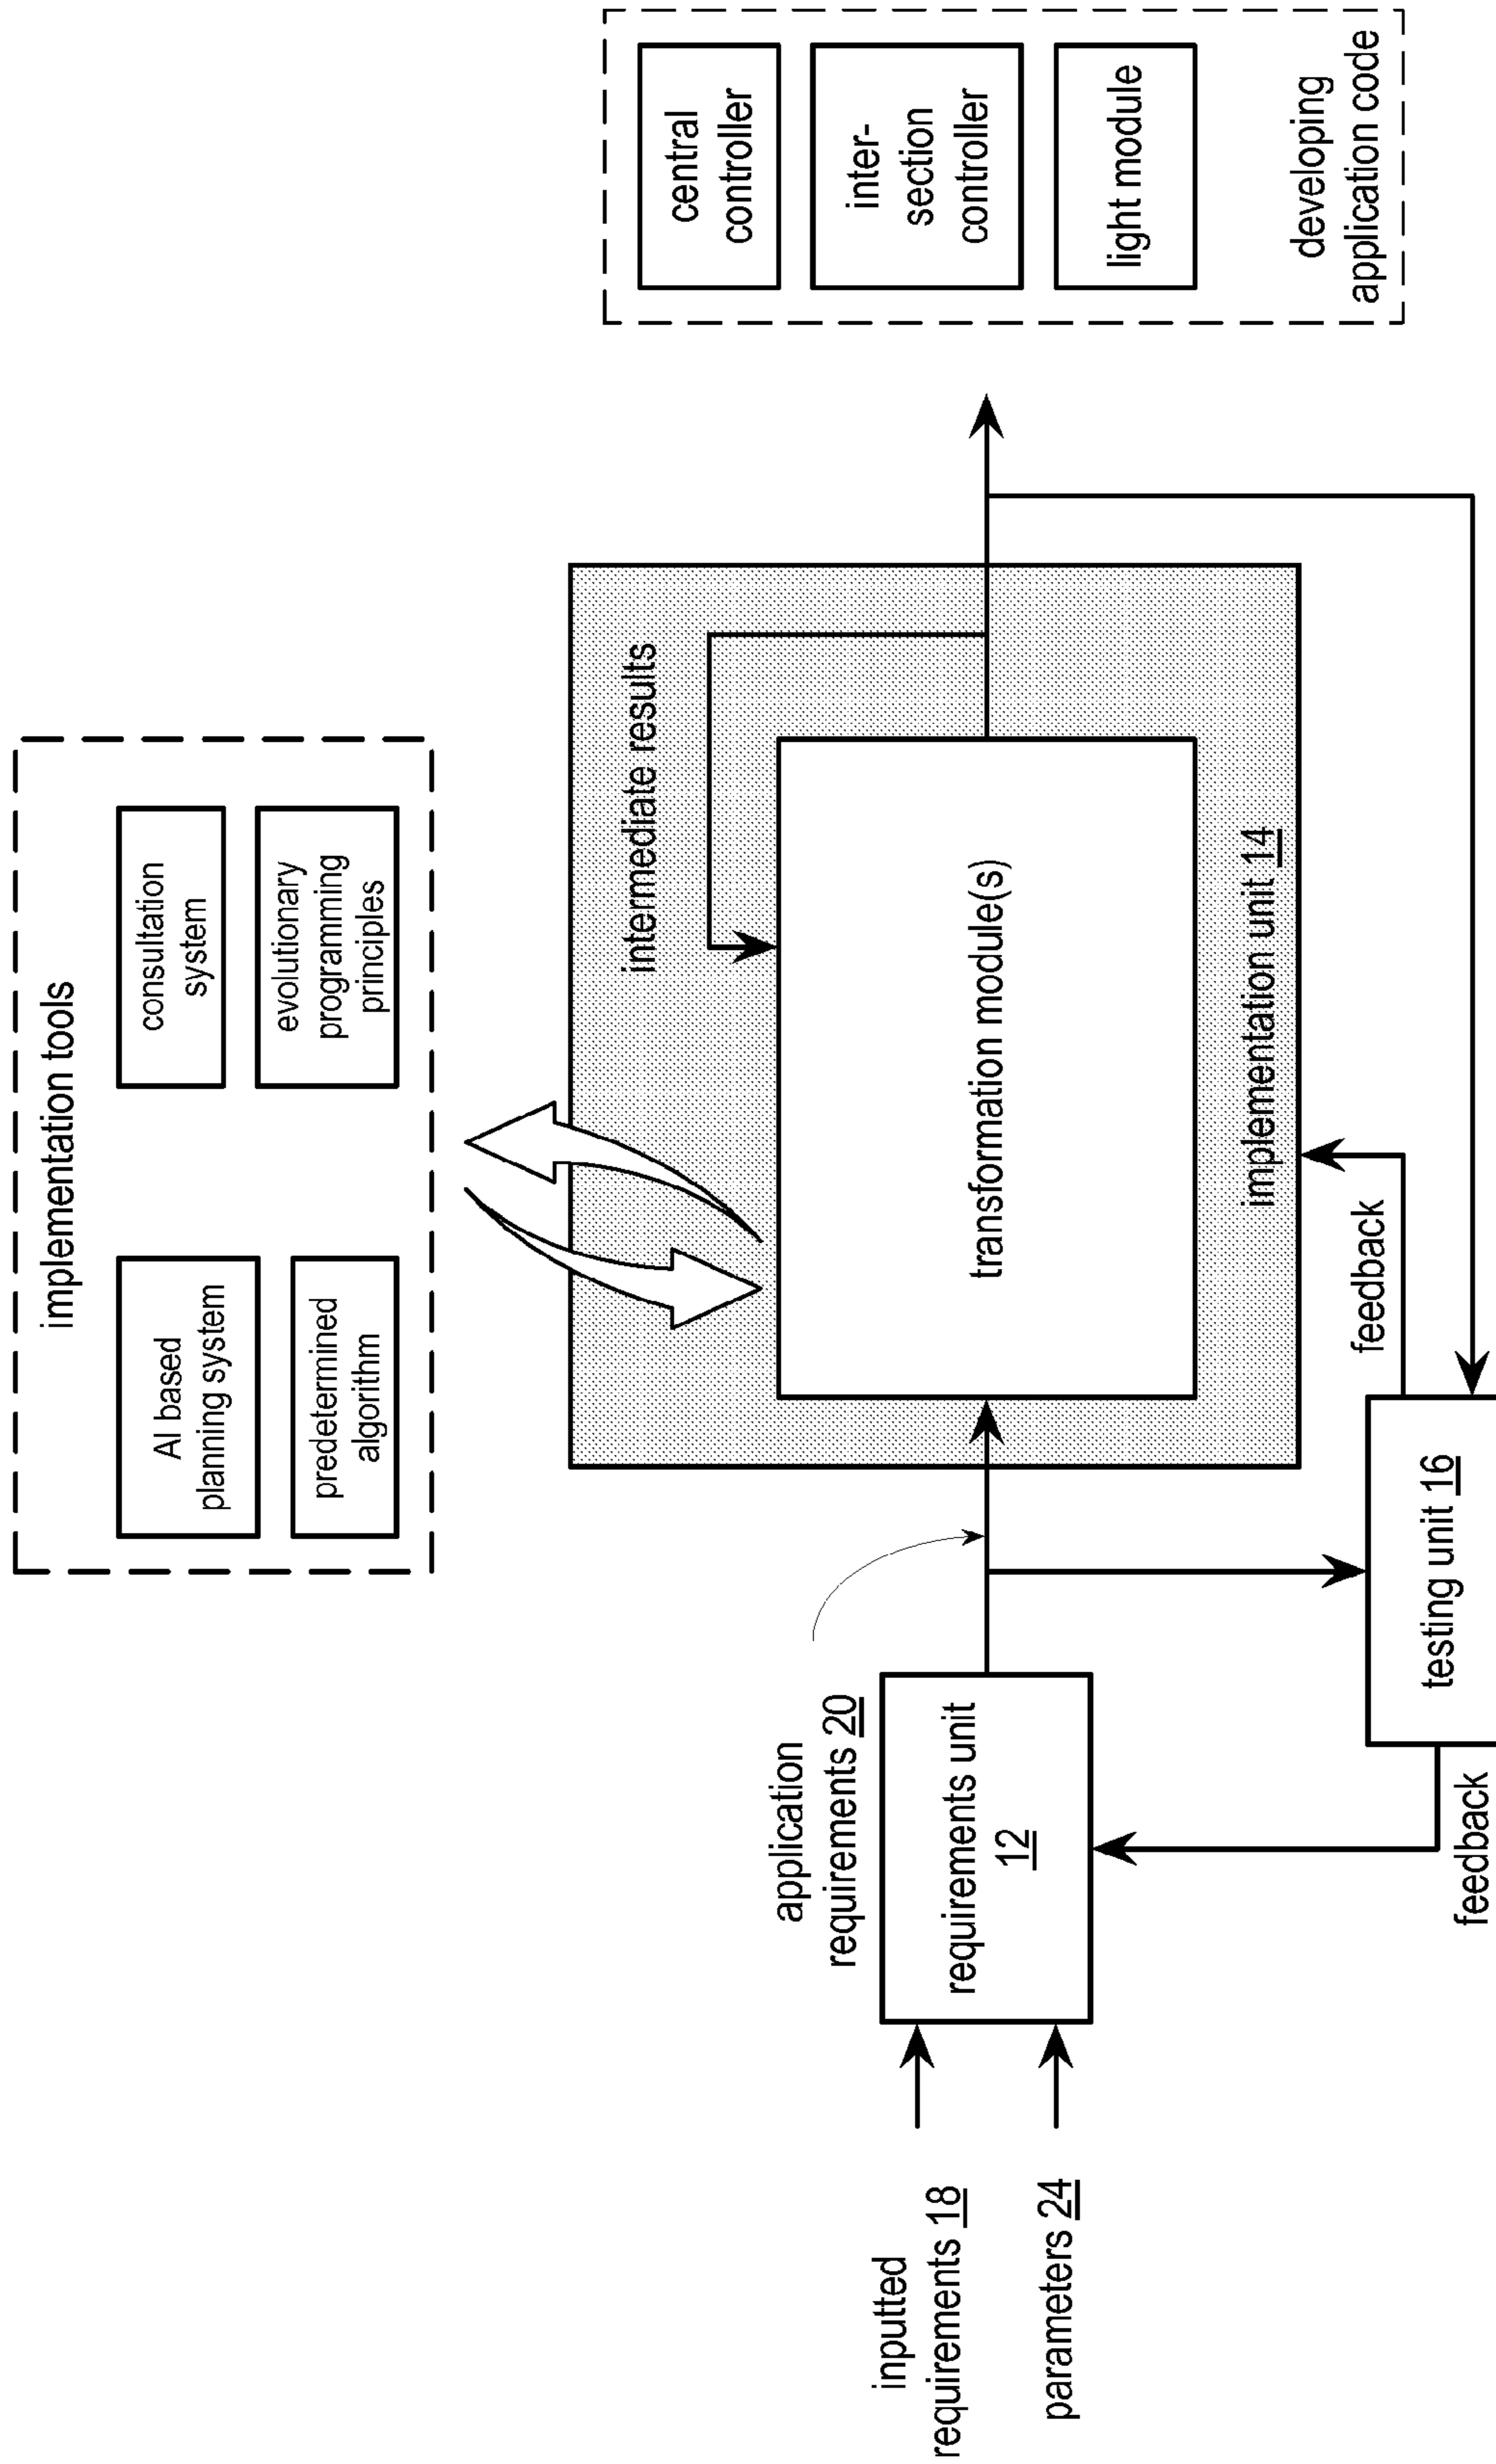 implementation tools
AI based
planning system
consultation
system
predetermined
algorithm
evolutionary
programming
principles
central
controller
inter-
section
controller
light module
developing
application code
intermediate results
transformation module(s)
implementation unit 14
application
requirements 20
requirements unit
12
inputted
requirements 18
parameters 24
feedback
testing unit 16
feedback